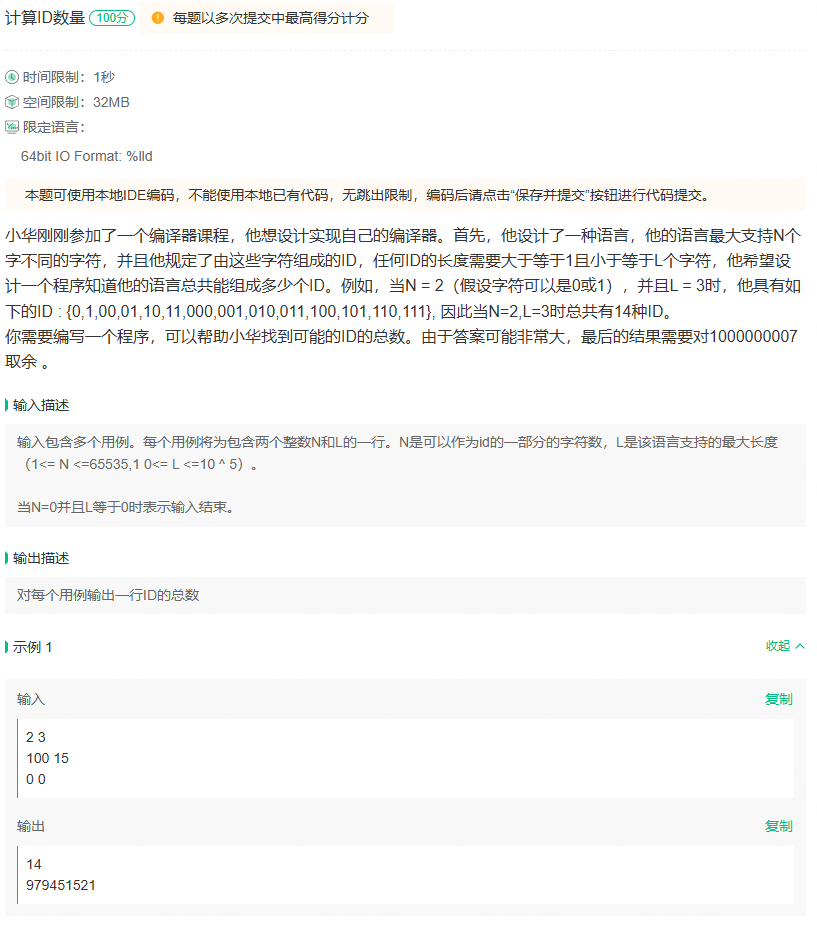 计算ID数量 100分 ! 每题以多次提交中最高得分计分
时间限制：1秒
空间限制：32MB
限定语言：
64bit IO Format: %lld
本题可使用本地IDE编码，不能使用本地已有代码，无跳出限制，编码后请点击“保存并提交”按钮进行代码提交。
小华刚刚参加了一个编译器课程，他想设计实现自己的编译器。首先，他设计了一种语言，他的语言最大支持N个
字不同的字符，并且他规定了由这些字符组成的ID，任何ID的长度需要大于等于1且小于等于L个字符，他希望设
计一个程序知道他的语言总共能组成多少个ID。例如，当N = 2（假设字符可以是0或1），并且L = 3时，他具有如
下的ID : {0,1,00,01,10,11,000,001,010,011,100,101,110,111}, 因此当N=2,L=3时总共有14种ID。
你需要编写一个程序，可以帮助小华找到可能的ID的总数。由于答案可能非常大，最后的结果需要对1000000007
取余 。
输入描述
输入包含多个用例。每个用例将为包含两个整数N和L的一行。N是可以作为id的一部分的字符数，L是该语言支持的最大长度
（1<= N <=65535,1 0<= L <=10 ^ 5）。
当N=0并且L等于0时表示输入结束。
输出描述
对每个用例输出一行ID的总数
示例 1
收起
输入
复制
2 3
100 15
0 0
输出
复制
14
979451521